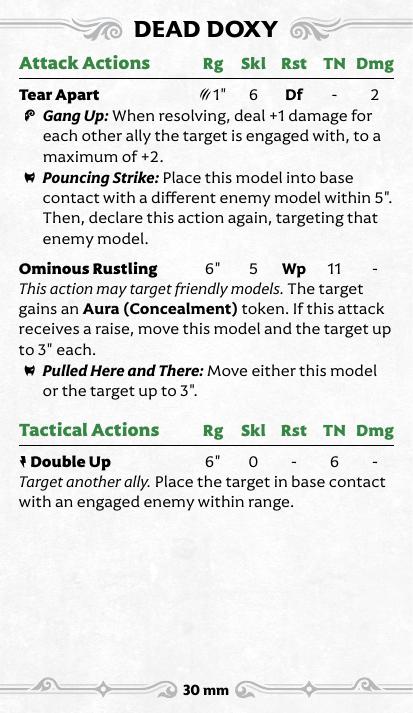 DEAD DOXY
Attack Actions Rg Skl Rst TN Dmg
Tear Apart 1" 6 Df - 2
Gang Up: When resolving, deal +1 damage for
each other ally the target is engaged with, to a
maximum of +2.
Pouncing Strike: Place this model into base
contact with a different enemy model within 5".
Then, declare this action again, targeting that
enemy model.
Ominous Rustling 6" 5 Wp 11 -
This action may target friendly models. The target
gains an Aura (Concealment) token. If this attack
receives a raise, move this model and the target up
to 3" each.
Pulled Here and There: Move either this model
or the target up to 3".
Tactical Actions Rg Skl Rst TN Dmg
Double Up 6" 0 - 6 -
Target another ally. Place the target in base contact
with an engaged enemy within range.
30 mm